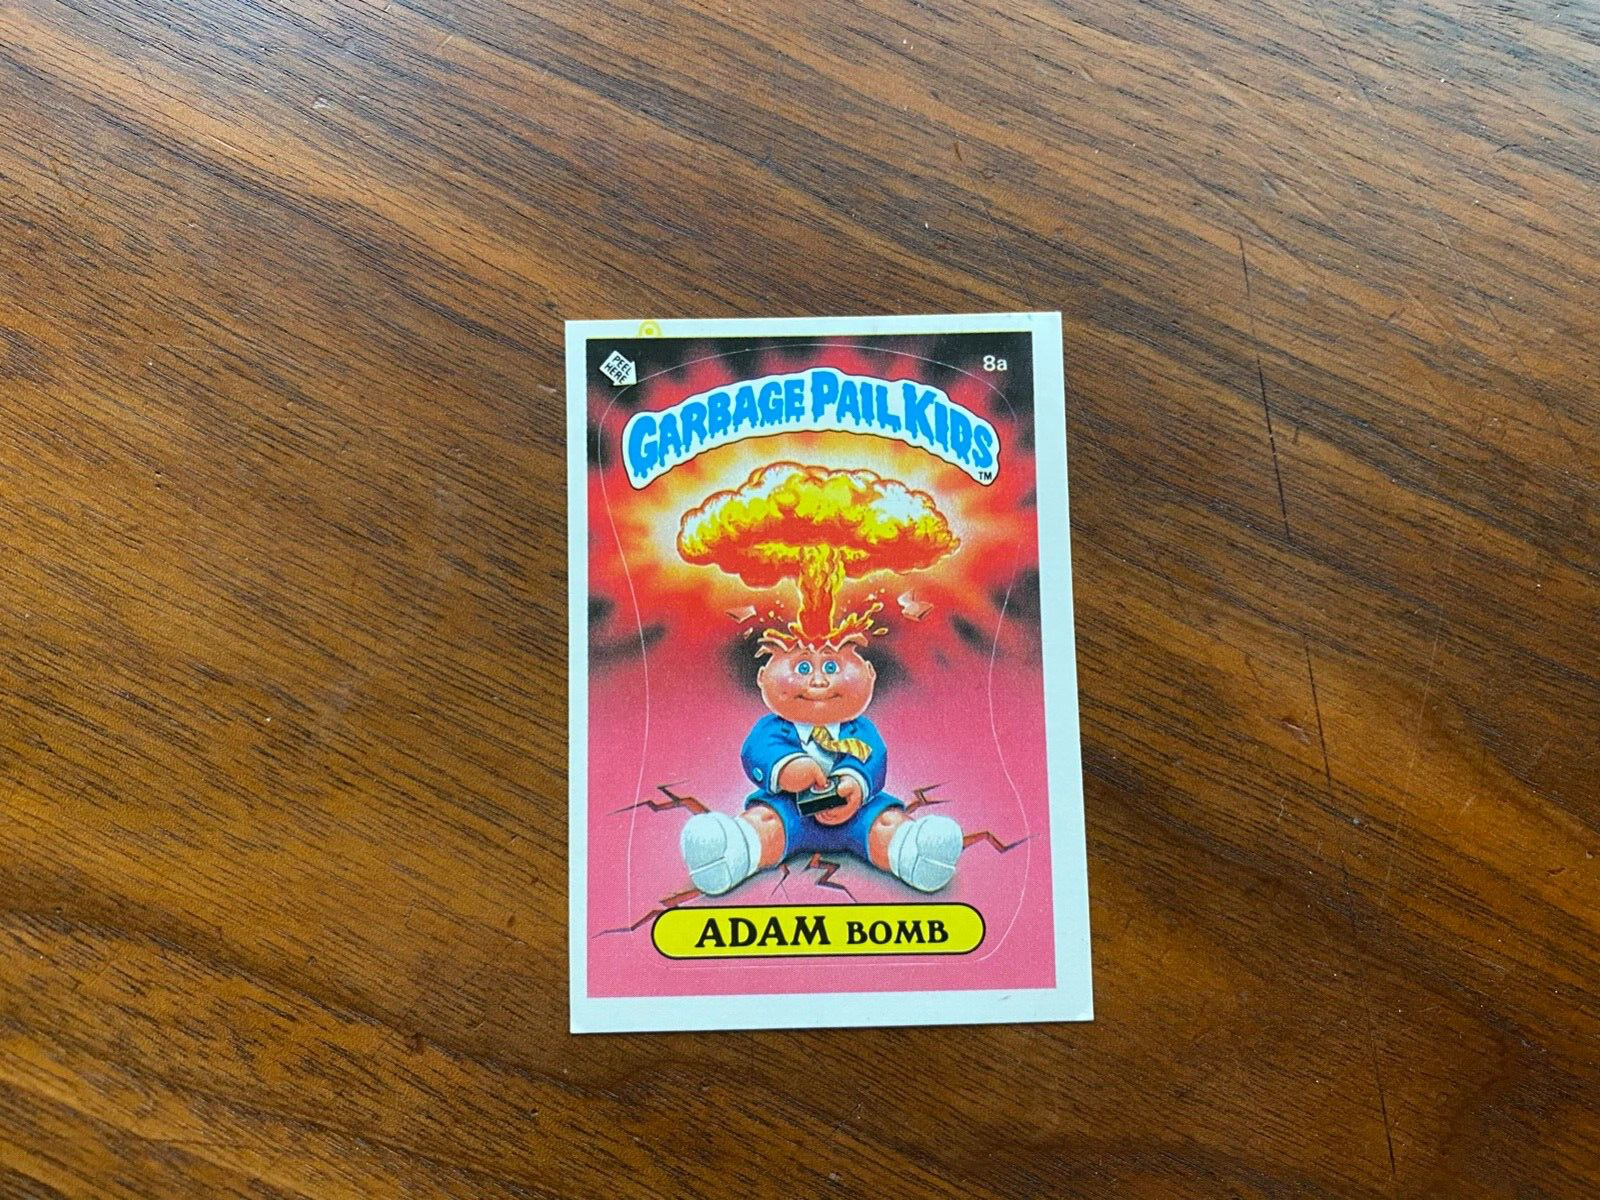 PEEL
HERE
8a
GARBAGE PAIL KIDS
TM
ADAM BOMB